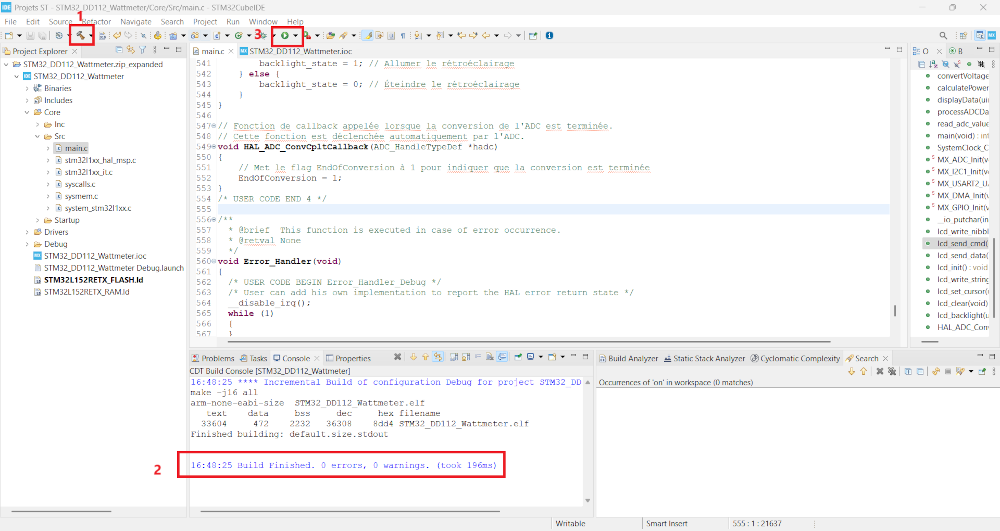 IDE Projets ST - STM32_DD112_Wattmeter/Core/Src/main.c - STM32CubeIDE
File Edit Source Refactor Navigate Search Project Run Window Help
1
3
Project Explorer
STM32_DD112_Wattmeter.zip_expanded
IDE STM32_DD112_Wattmeter
Binaries
Includes
Core
Inc
Src
main.c
stm32l1xx_hal_msp.c
stm32l1xx_it.c
syscalls.c
sysmem.c
system_stm32l1xx.c
Startup
Drivers
Debug
MX STM32_DD112_Wattmeter.ioc
STM32_DD112_Wattmeter Debug.launch
STM32L152RETX_FLASH.ld
STM32L152RETX_RAM.ld
main.c
MX STM32_DD112_Wattmeter.ioc
541 backlight_state = 1; // Allumer le rétroéclairage
542 } else {
543 backlight_state = 0; // Éteindre le rétroéclairage
544 }
545 }
546
547 // Fonction de callback appelée lorsque la conversion de l'ADC est terminée.
548 // Cette fonction est déclenchée automatiquement par l'ADC.
549 void HAL_ADC_ConvCpltCallback(ADC_HandleTypeDef *hadc)
550 {
551 // Met le flag EndOfConversion à 1 pour indiquer que la conversion est terminée
552 EndOfConversion = 1;
553 }
554 /* USER CODE END 4 */
555
556 /**
557 * @brief This function is executed in case of error occurrence.
558 * @retval None
559 */
560 void Error_Handler(void)
561 {
562 /* USER CODE BEGIN Error_Handler_Debug */
563 /* User can add his own implementation to report the HAL error return state */
564 __disable_irq();
565 while (1)
566 {
567 }
O
B
convertVoltage
calculatePower
displayData(uin
processADCDa
read_adc_value
main(void) : int
SystemClock_C
MX_ADC_Init(v
MX_I2C1_Init(v
MX_USART2_UA
MX_DMA_Init(v
MX_GPIO_Init(v
__io_putchar(in
lcd_write_nibbl
lcd_send_cmd(
lcd_send_data(
lcd_init() : void
lcd_write_string
lcd_set_cursor(u
lcd_clear(void)
lcd_backlight(u
HAL_ADC_Conv
Problems Tasks Console Properties
CDT Build Console [STM32_DD112_Wattmeter]
16:48:25 **** Incremental Build of configuration Debug for project STM32_DD
make -j16 all
arm-none-eabi-size STM32_DD112_Wattmeter.elf
text data bss dec hex filename
33604 472 2232 36308 8dd4 STM32_DD112_Wattmeter.elf
Finished building: default.size.stdout
2
16:48:25 Build Finished. 0 errors, 0 warnings. (took 196ms)
Build Analyzer Static Stack Analyzer Cyclomatic Complexity Search
Occurrences of 'on' in workspace (0 matches)
Writable
Smart Insert
555 : 1 : 21637